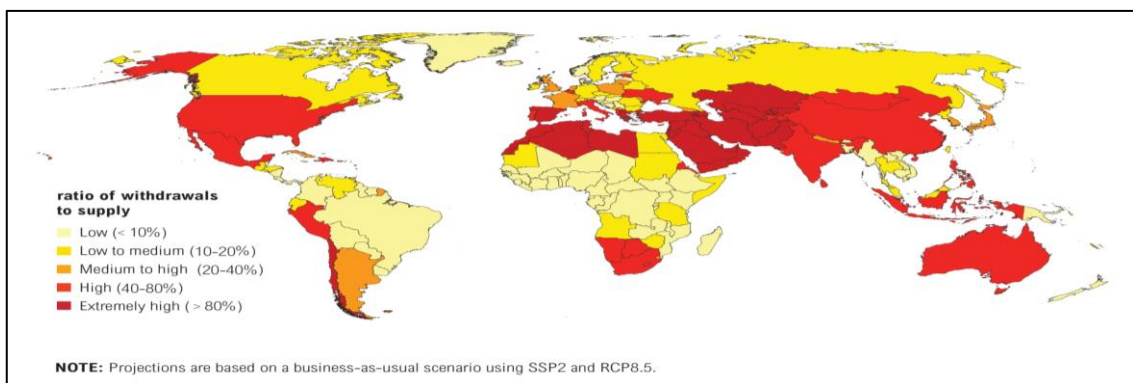 ratio of withdrawals
to supply
Low (< 10%)
Low to medium (10-20%)
Medium to high (20-40%)
High (40-80%)
Extremely high (> 80%)
NOTE: Projections are based on a business-as-usual scenario using SSP2 and RCP8.5.